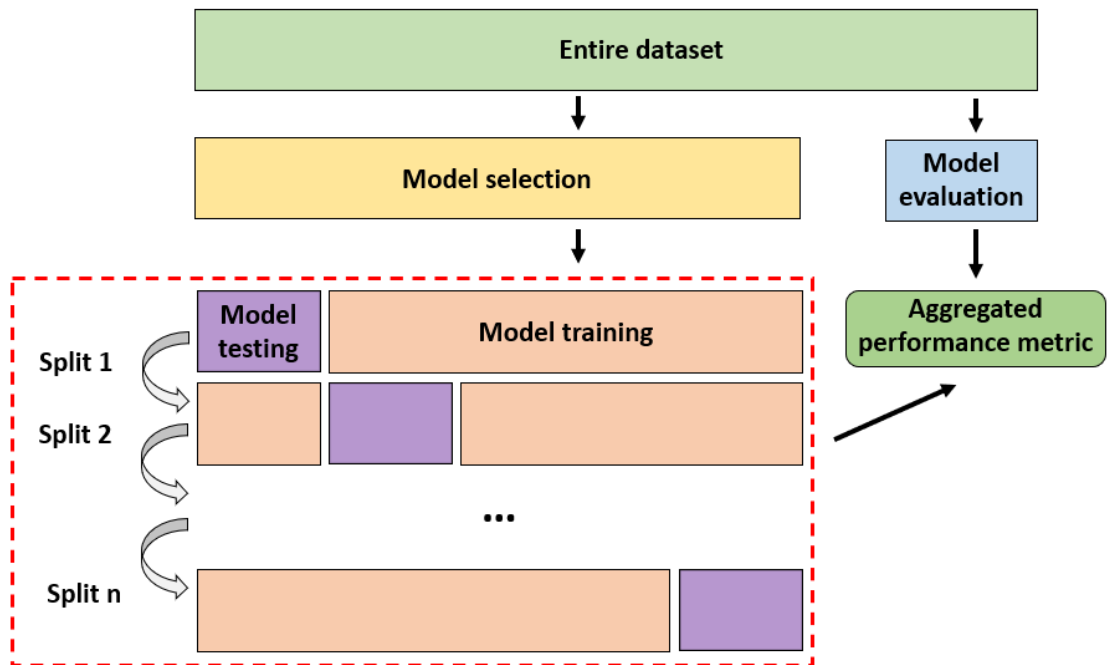 Entire dataset
Model selection
Model
evaluation
Model
testing
Model training
Aggregated
performance metric
Split 1
Split 2
...
Split n